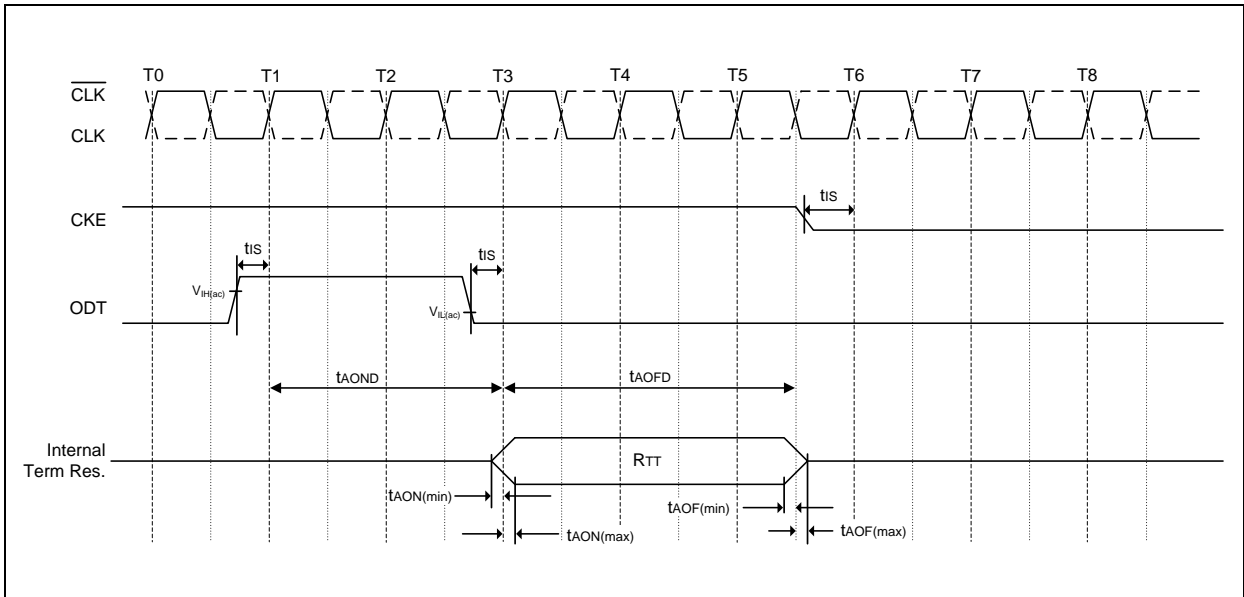 T0 T1 T2 T3 T4 T5 T6 T7 T8
CLK
CLK
CKE
tIS
tIS
tIS
VIH(ac)
ODT
VIL(ac)
tAOND
tAOFD
Internal
Term Res.
RTT
tAON(min)
tAOF(min)
tAON(max)
tAOF(max)